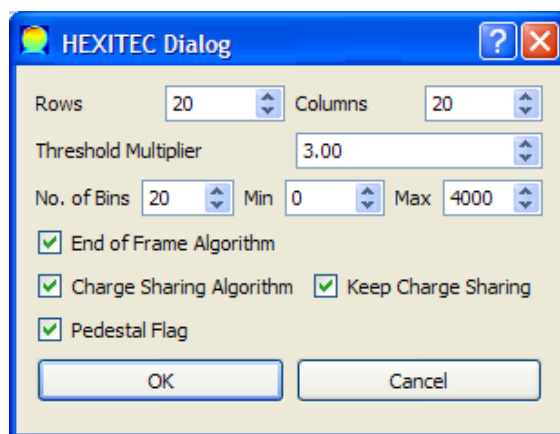 HEXITEC Dialog ?
Rows 20 Columns 20
Threshold Multiplier 3.00
No. of Bins 20 Min 0 Max 4000
End of Frame Algorithm
Charge Sharing Algorithm Keep Charge Sharing
Pedestal Flag
OK Cancel